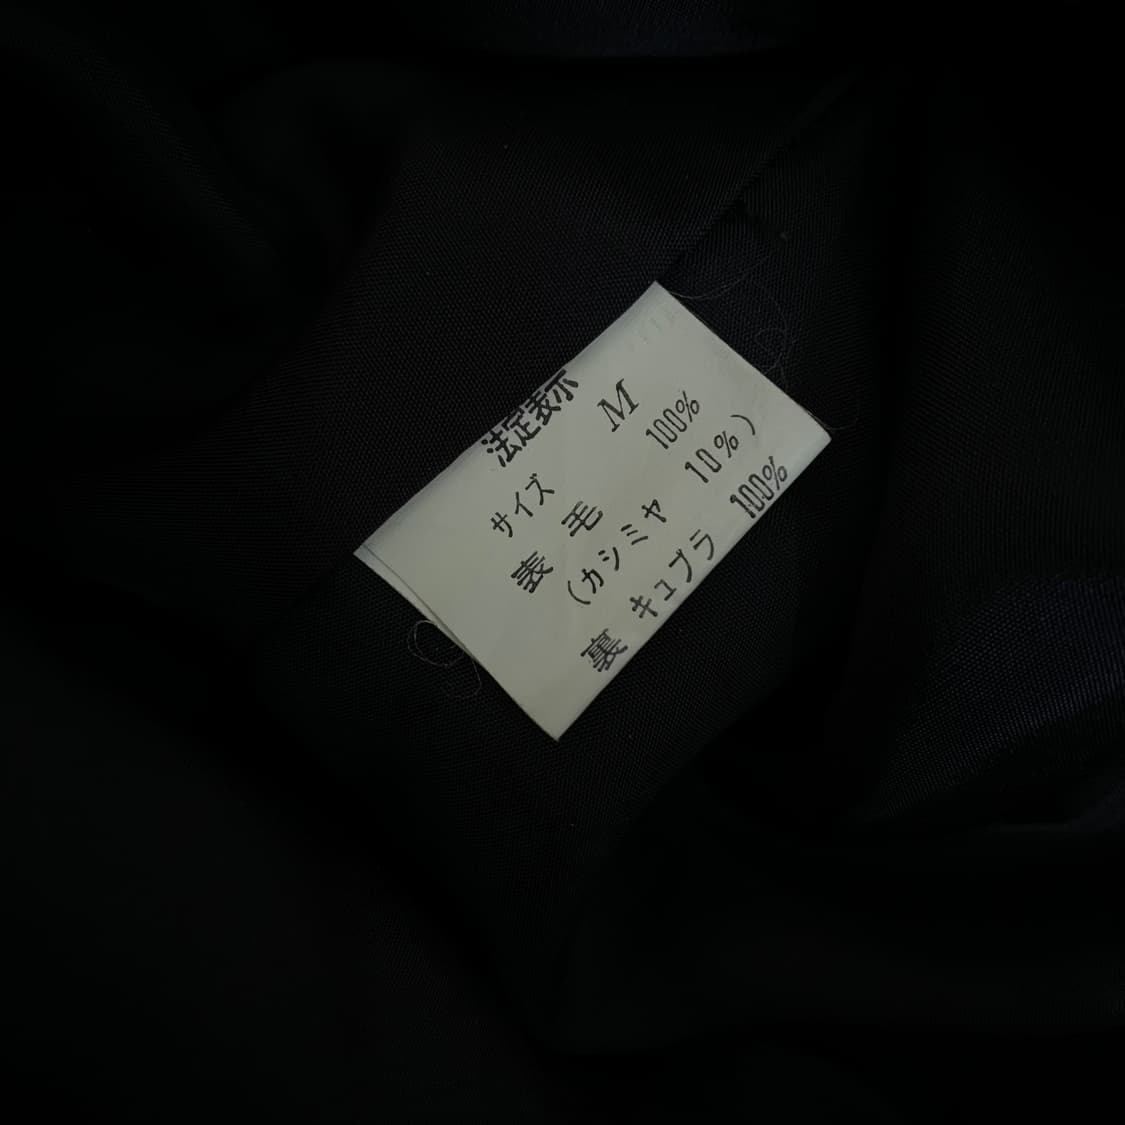 法定表示
サイズ M
表 毛 100%
(カシミヤ 10%)
裏 キュプラ 100%